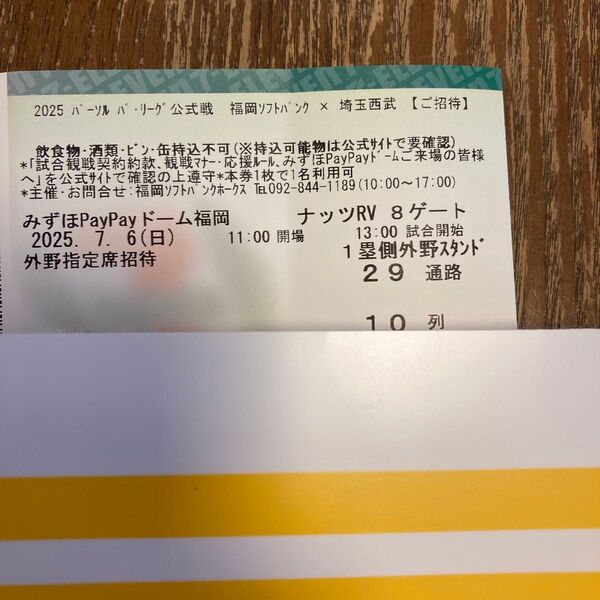 7-ELEVEN
2025 パーソル パ・リーグ公式戦 福岡ソフトバンク × 埼玉西武 【ご招待】
飲食物・酒類・ビン・缶持込不可(※持込可能物は公式サイトで要確認)
*「試合観戦契約約款、観戦マナー・応援ルール、みずほPayPayドームご来場の皆様
へ」を公式サイトで確認の上遵守*本券1枚で1名利用可
*主催・お問合せ:福岡ソフトバンクホークス ℡092-844-1189(10:00~17:00)
みずほPayPayドーム福岡 ナッツRV 8ゲート
2025. 7. 6(日) 11:00 開場 13:00 試合開始
外野指定席招待 1塁側外野スタンド
29 通路
10 列